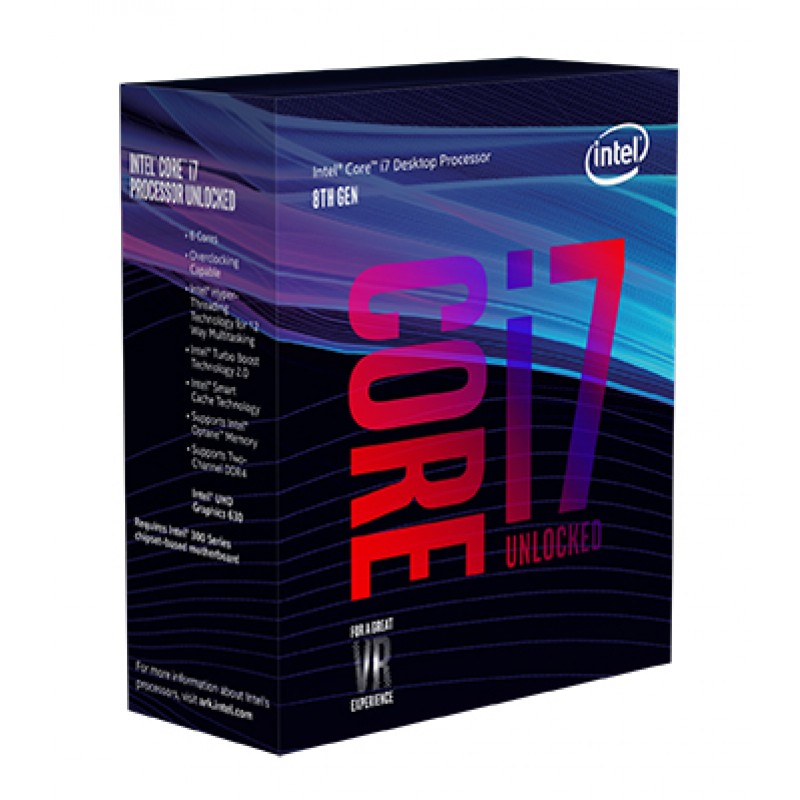 INTEL® CORE™ i7
PROCESSOR UNLOCKED
• 6 Cores
• Overclocking
Capable
• Intel® Hyper-
Threading
Technology for 12
Way Multitasking
• Intel® Turbo Boost
Technology 2.0
• Intel® Smart
Cache Technology
• Supports Intel®
Optane™ Memory
• Supports Two-
Channel DDR4
Intel® UHD
Graphics 630
Requires Intel® 300 Series
chipset-based motherboard
For more information about Intel's
processors, visit ark.intel.com
Intel® Core™ i7 Desktop Processor
8TH GEN
intel®
CORE
i7
UNLOCKED
FOR A GREAT
VR
EXPERIENCE